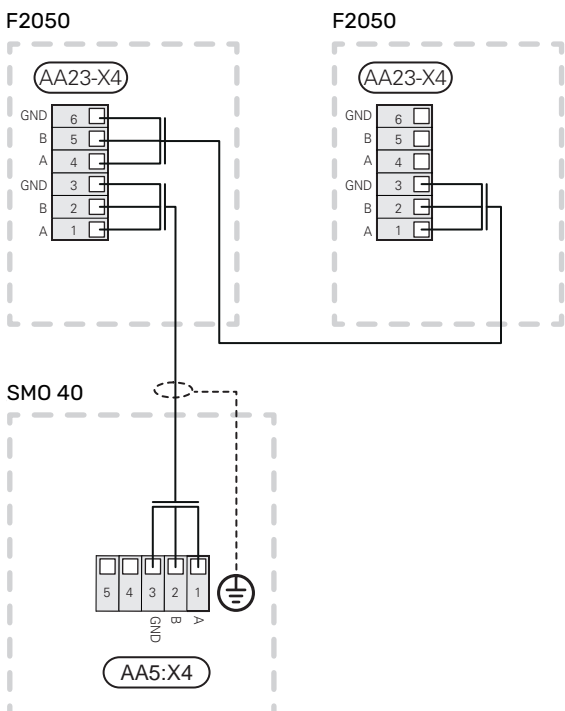 F2050
F2050
AA23-X4
AA23-X4
GND 6
B 5
A 4
GND 3
B 2
A 1
GND 6
B 5
A 4
GND 3
B 2
A 1
SMO 40
5 4 3 2 1
GND B A
AA5:X4